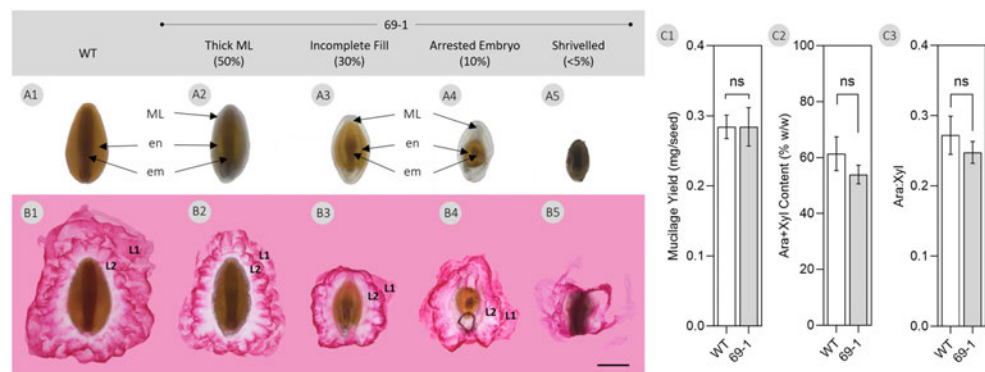 69-1
WT
Thick ML
(50%)
Incomplete Fill
(30%)
Arrested Embryo
(10%)
Shrivelled
(<5%)
A1
A2
A3
A4
A5
ML
en
em
ML
en
em
B1
B2
B3
B4
B5
L1
L2
L1
L2
L2
L1
L2
L1
C1
Mucilage Yield (mg/seed)
0.4
0.3
0.2
0.1
0.0
ns
WT
69-1
C2
Ara+Xyl Content (% w/w)
100
80
60
40
20
0
ns
WT
69-1
C3
Ara:Xyl
0.4
0.3
0.2
0.1
0.0
ns
WT
69-1